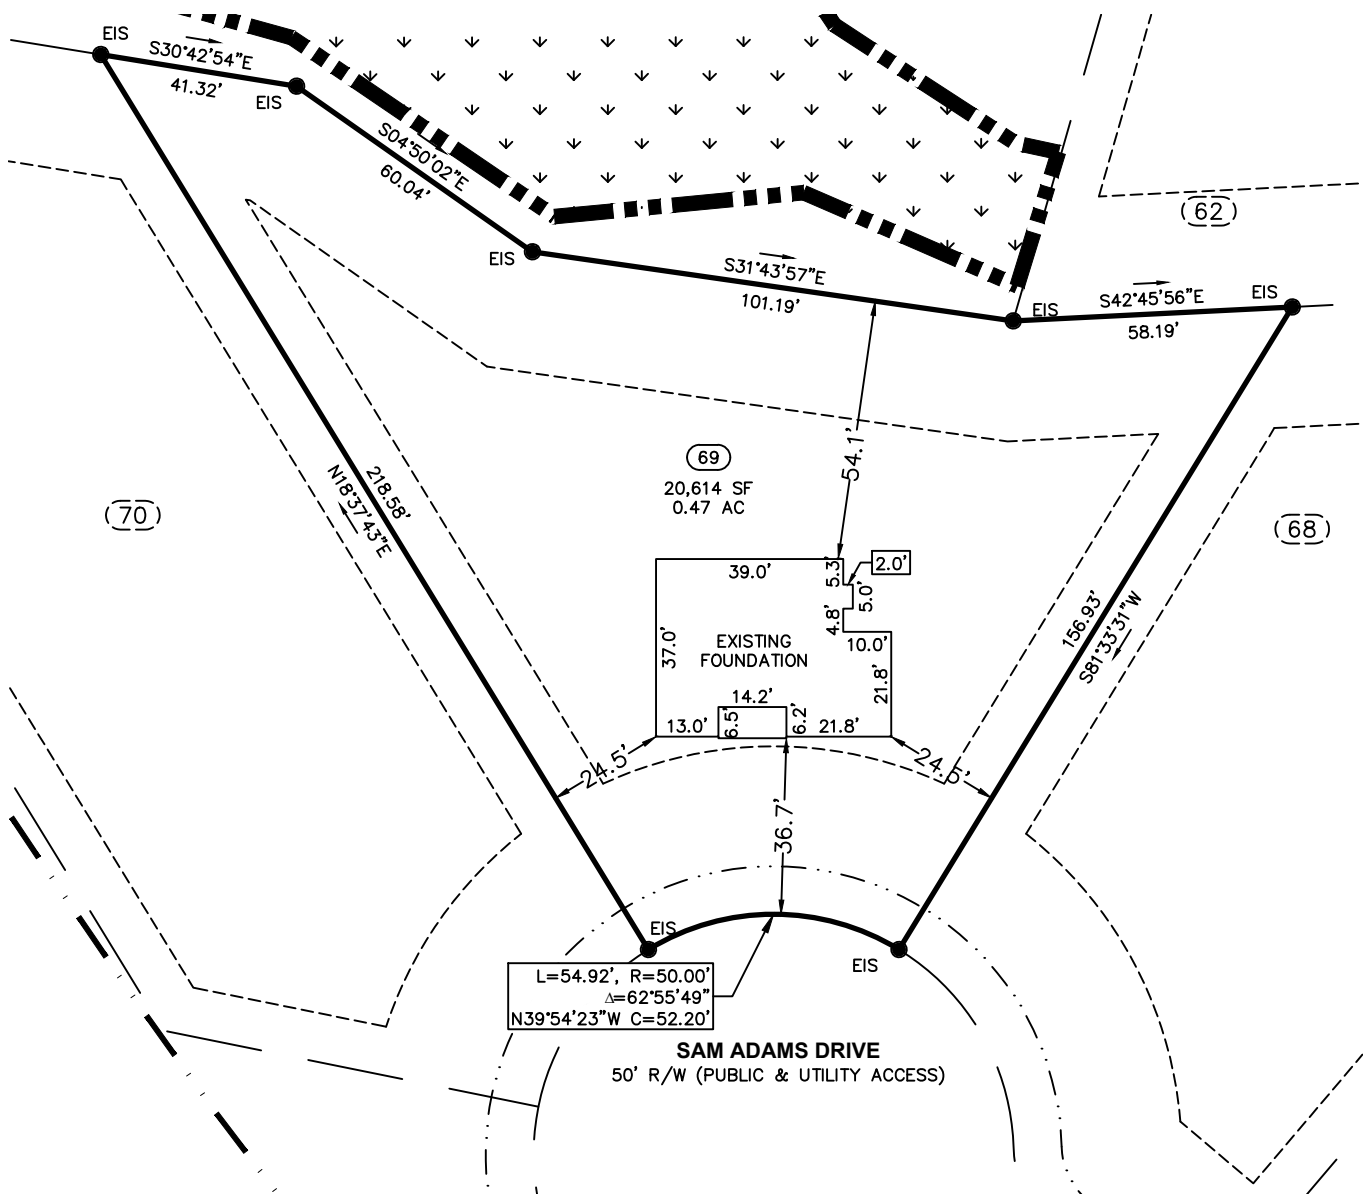 EIS
S30°42'54"E
41.32'
EIS
S04°50'02"E
60.04'
EIS
S31°43'57"E
101.19'
EIS
S42°45'56"E
58.19'
EIS
62
54.1'
69
20,614 SF
0.47 AC
218.58'
N18°37'43"E
70
68
39.0'
5.3'
2.0'
5.0'
4.8'
10.0'
37.0'
EXISTING
FOUNDATION
21.8'
14.2'
13.0'
6.5'
6.2'
21.8'
156.93'
S81°33'31"W
24.5'
24.5'
36.7'
EIS
EIS
L=54.92', R=50.00'
Δ=62°55'49"
N39°54'23"W C=52.20'
SAM ADAMS DRIVE
50' R/W (PUBLIC & UTILITY ACCESS)